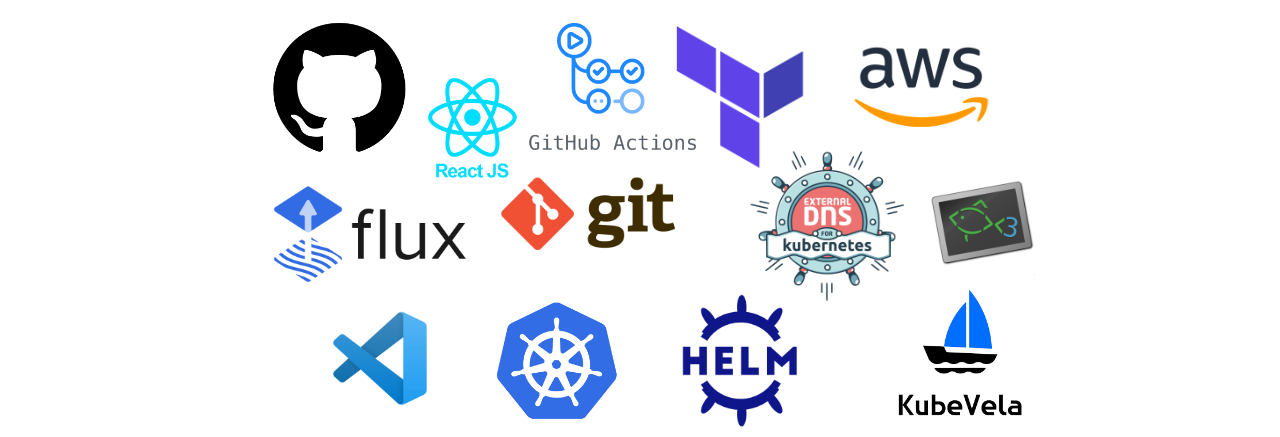 aws
GitHub Actions
React JS
flux
git
EXTERNAL
DNS
FOR
kubernetes
3
HELM
KubeVela